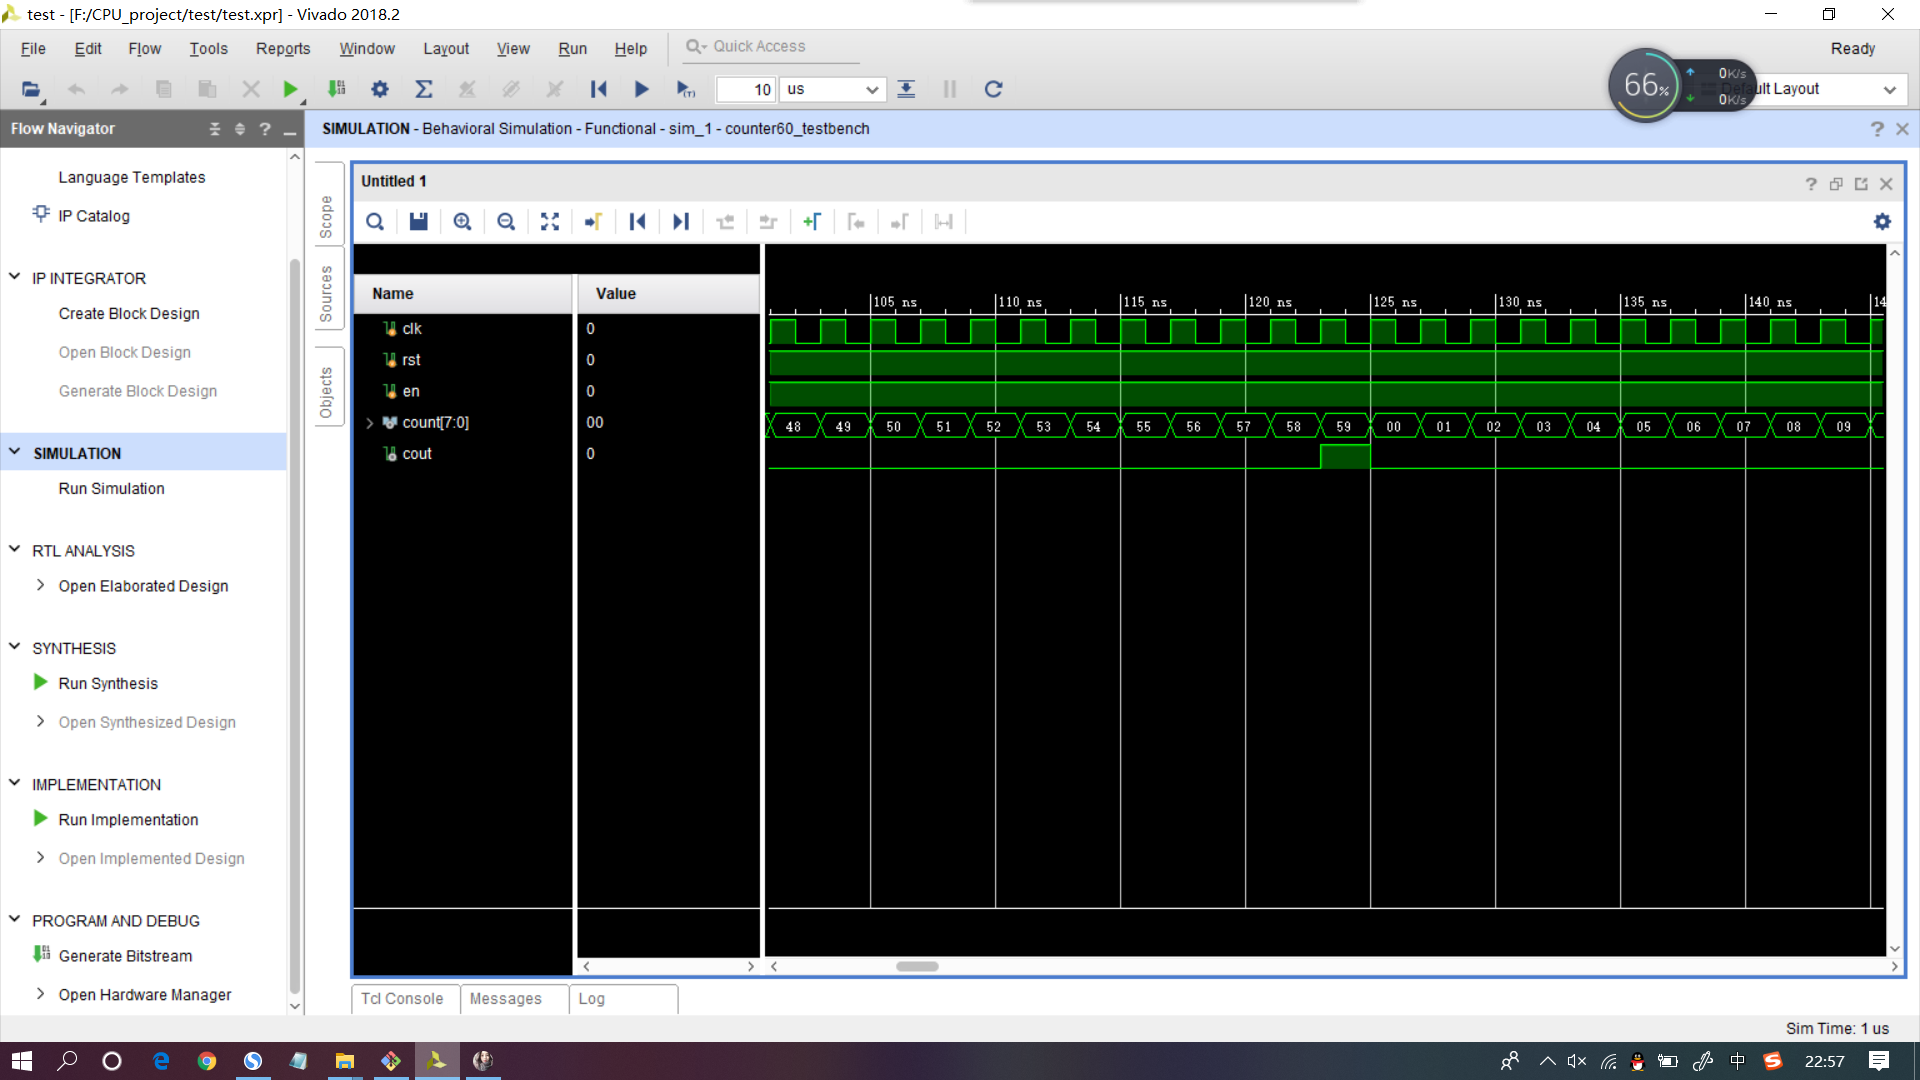 test - [F:/CPU_project/test/test.xpr] - Vivado 2018.2
File Edit Flow Tools Reports Window Layout View Run Help Quick Access Ready
10 us 66% 0K/s 0K/s ult Layout
Flow Navigator
SIMULATION - Behavioral Simulation - Functional - sim_1 - counter60_testbench
Language Templates
IP Catalog
IP INTEGRATOR
Create Block Design
Open Block Design
Generate Block Design
SIMULATION
Run Simulation
RTL ANALYSIS
Open Elaborated Design
SYNTHESIS
Run Synthesis
Open Synthesized Design
IMPLEMENTATION
Run Implementation
Open Implemented Design
PROGRAM AND DEBUG
Generate Bitstream
Open Hardware Manager
Scope
Sources
Objects
Untitled 1
Name Value
105 ns 110 ns 115 ns 120 ns 125 ns 130 ns 135 ns 140 ns 14
clk 0
rst 0
en 0
count[7:0] 00 48 49 50 51 52 53 54 55 56 57 58 59 00 01 02 03 04 05 06 07 08 09
cout 0
Tcl Console Messages Log
Sim Time: 1 us
中 22:57